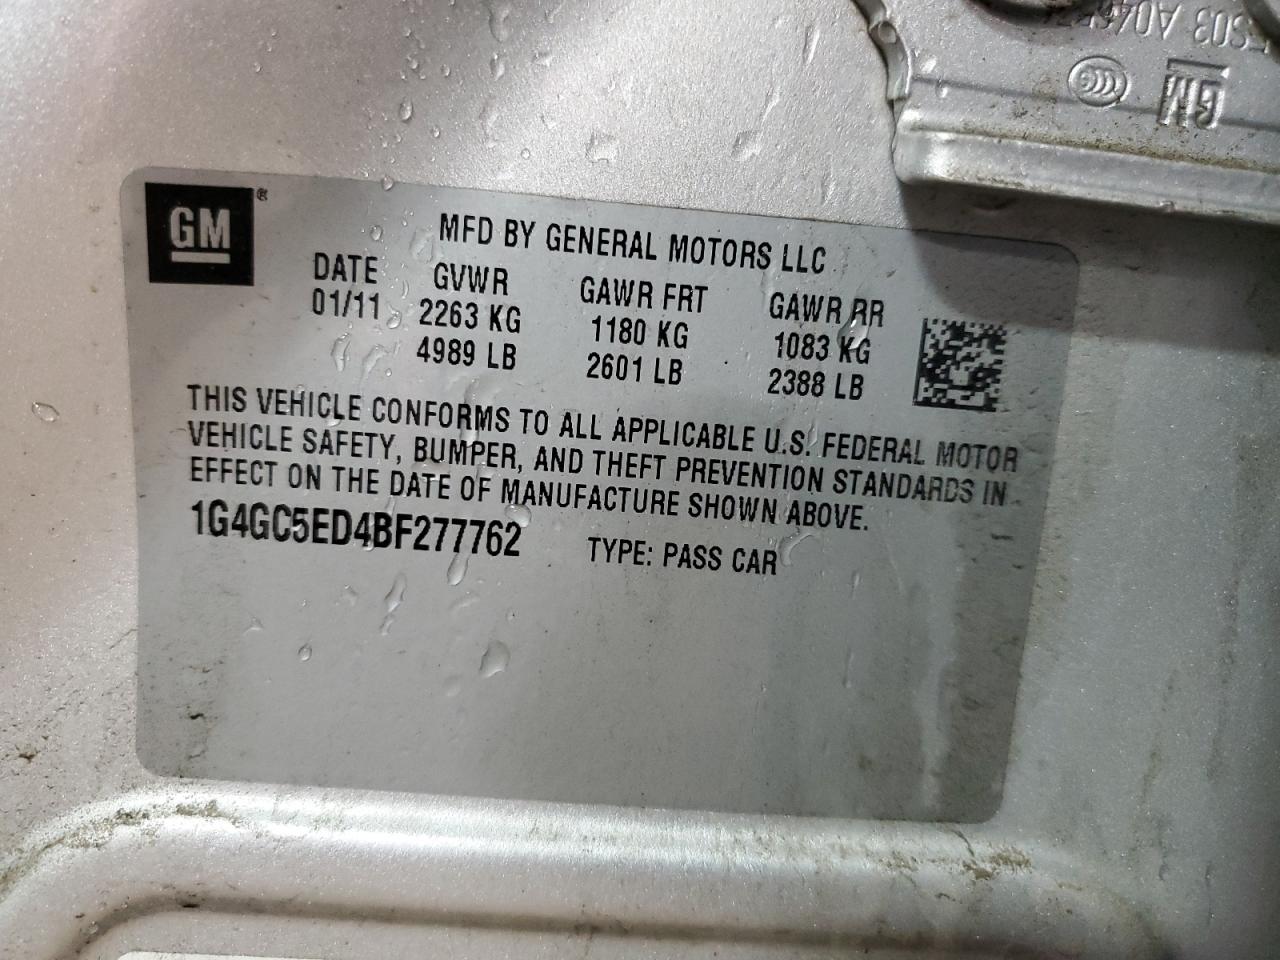 GM ®
MFD BY GENERAL MOTORS LLC
DATE GVWR GAWR FRT GAWR RR
01/11 2263 KG 1180 KG 1083 KG
4989 LB 2601 LB 2388 LB
THIS VEHICLE CONFORMS TO ALL APPLICABLE U.S. FEDERAL MOTOR
VEHICLE SAFETY, BUMPER, AND THEFT PREVENTION STANDARDS IN
EFFECT ON THE DATE OF MANUFACTURE SHOWN ABOVE.
1G4GC5ED4BF277762 TYPE: PASS CAR
GM